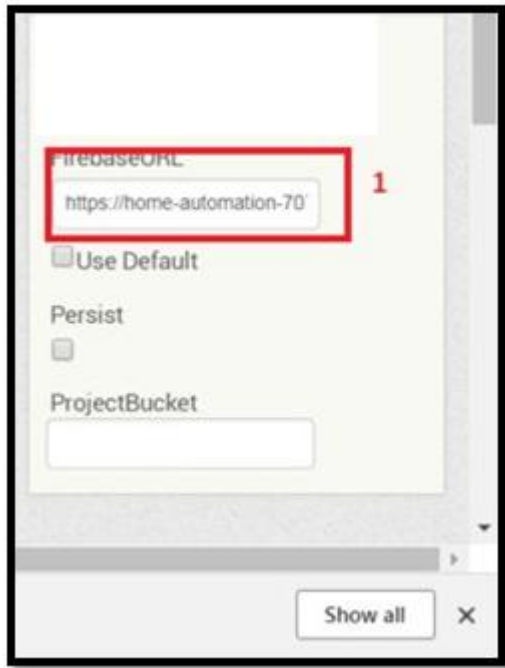 FirebaseURL
https://home-automation-70
1
Use Default
Persist
ProjectBucket
Show all